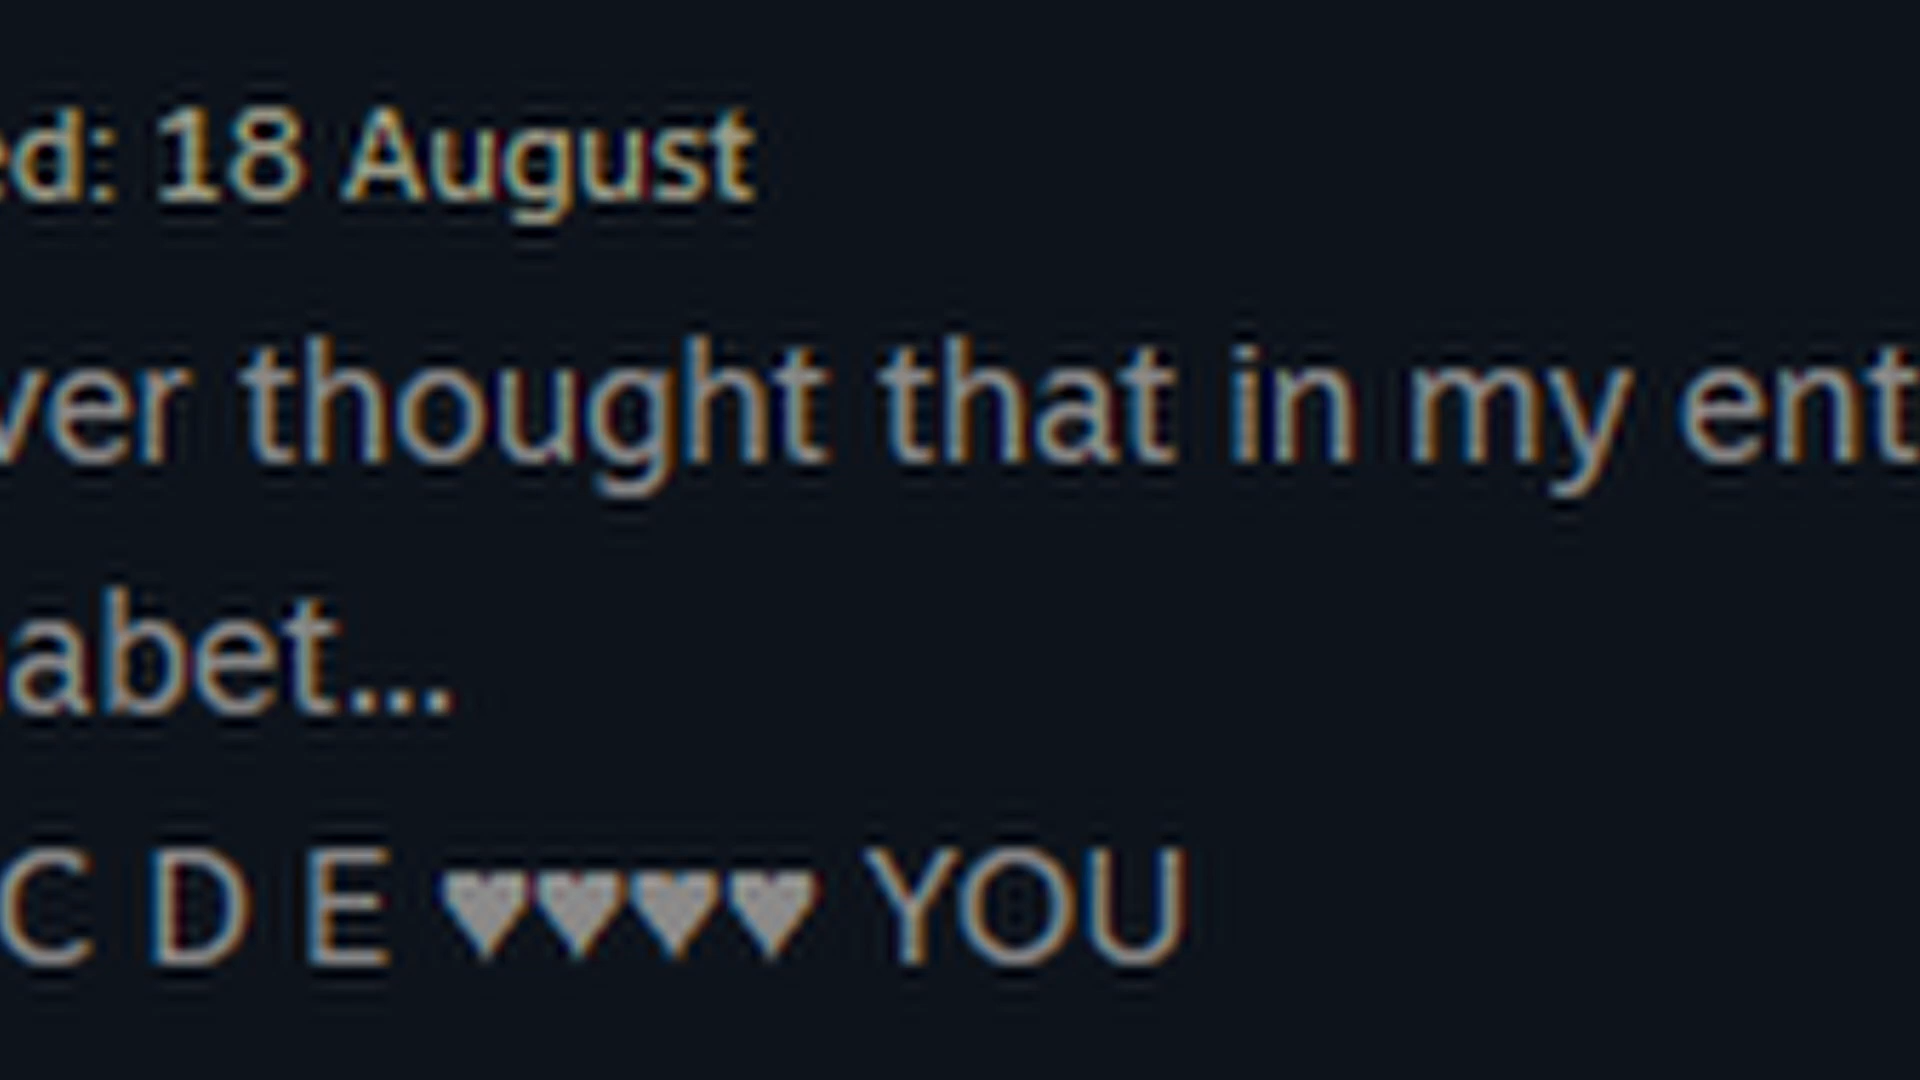 ed: 18 August
ver thought that in my ent
abet...
C D E ♥♥♥♥ YOU